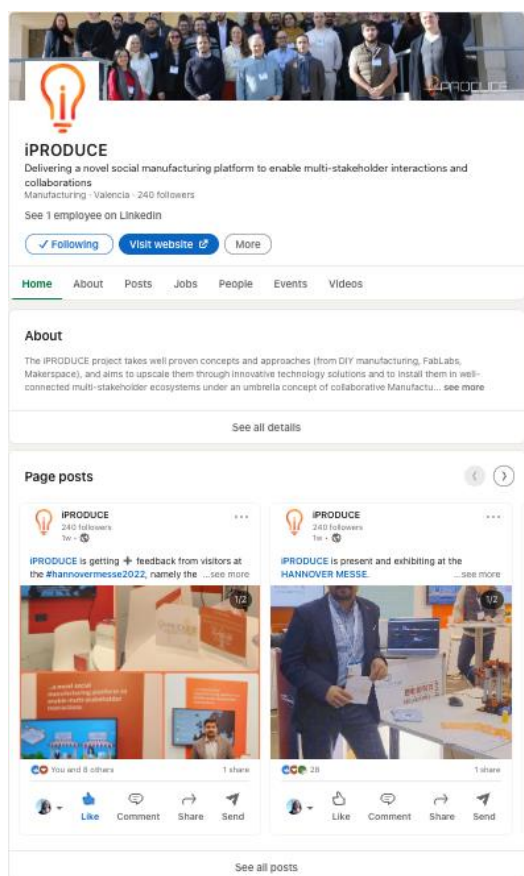 iPRODUCE
iPRODUCE
Delivering a novel social manufacturing platform to enable multi-stakeholder interactions and
collaborations
Manufacturing · Valencia · 240 followers
See 1 employee on LinkedIn
✓ Following
Visit website
More
Home
About
Posts
Jobs
People
Events
Videos
About
The iPRODUCE project takes well proven concepts and approaches (from DIY manufacturing, FabLabs,
Makerspace), and aims to upscale them through innovative technology solutions and to install them in well-
connected multi-stakeholder ecosystems under an umbrella concept of collaborative Manufactu... see more
See all details
Page posts
iPRODUCE
240 followers
1w
iPRODUCE is getting ➕ feedback from visitors at
the #hannovermesse2022, namely the ...see more
1/2
iPRODUCE
...a novel social
manufacturing platform to
enable multi-stakeholder
interactions
You and 8 others
1 share
Like
Comment
Share
Send
iPRODUCE
240 followers
1w
iPRODUCE is present and exhibiting at the
HANNOVER MESSE.
...see more
1/2
28
1 share
Like
Comment
Share
Send
See all posts